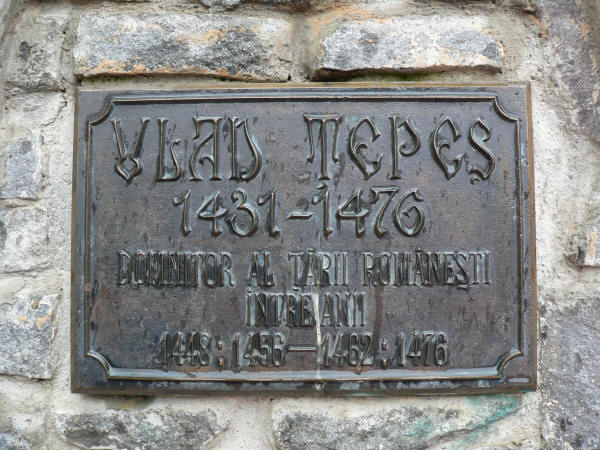 VLAD ȚEPEȘ
1431-1476
DOMNITOR AL ȚĂRII ROMÂNEȘTI
ÎNTRE ANII
1448; 1456-1462; 1476